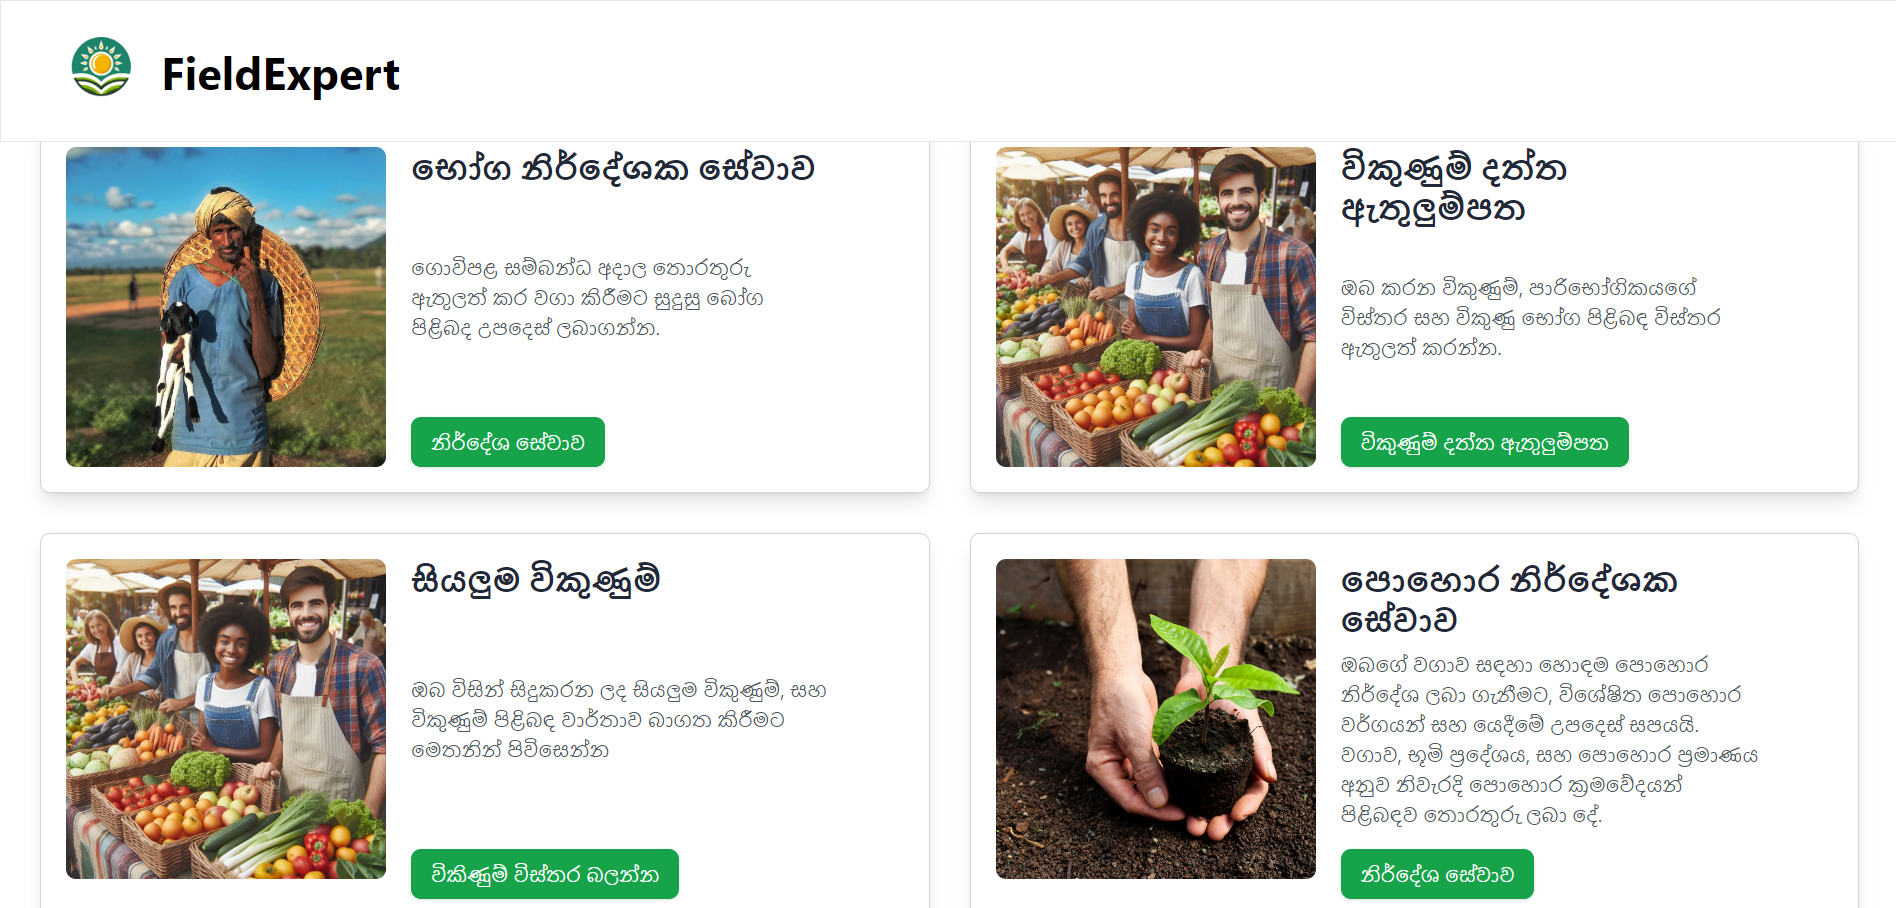 FieldExpert
භෝග නිර්දේශක සේවාව
ගොවිපළ සම්බන්ධ අදාල තොරතුරු
ඇතුලත් කර වගා කිරීමට සුදුසු බෝග
පිළිබද උපදෙස් ලබාගන්න.
නිර්දේශ සේවාව
විකුණුම් දත්ත
ඇතුලුම්පත
ඔබ කරන විකුණුම්, පාරිභෝගිකයගේ
විස්තර සහ විකුණු භෝග පිළිබඳ විස්තර
ඇතුලත් කරන්න.
විකුණුම් දත්ත ඇතුලුම්පත
සියලුම විකුණුම්
ඔබ විසින් සිදුකරන ලද සියලුම විකුණුම්, සහ
විකුණුම් පිළිබඳ වාර්තාව බාගත කිරීමට
මෙතනින් පිවිසෙන්න
විකිණුම් විස්තර බලන්න
පොහොර නිර්දේශක
සේවාව
ඔබගේ වගාව සඳහා හොඳම පොහොර
නිර්දේශ ලබා ගැනීමට, විශේෂිත පොහොර
වර්ගයන් සහ යෙදීමේ උපදෙස් සපයයි.
වගාව, භූමි ප්‍රදේශය, සහ පොහොර ප්‍රමාණය
අනුව නිවැරදි පොහොර ක්‍රමවේදයන්
පිළිබඳව තොරතුරු ලබා දේ.
නිර්දේශ සේවාව